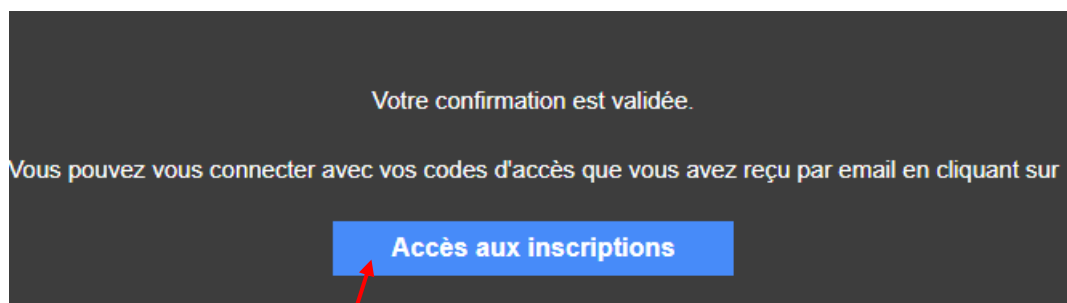 Votre confirmation est validée.
Vous pouvez vous connecter avec vos codes d'accès que vous avez reçu par email en cliquant sur
Accès aux inscriptions